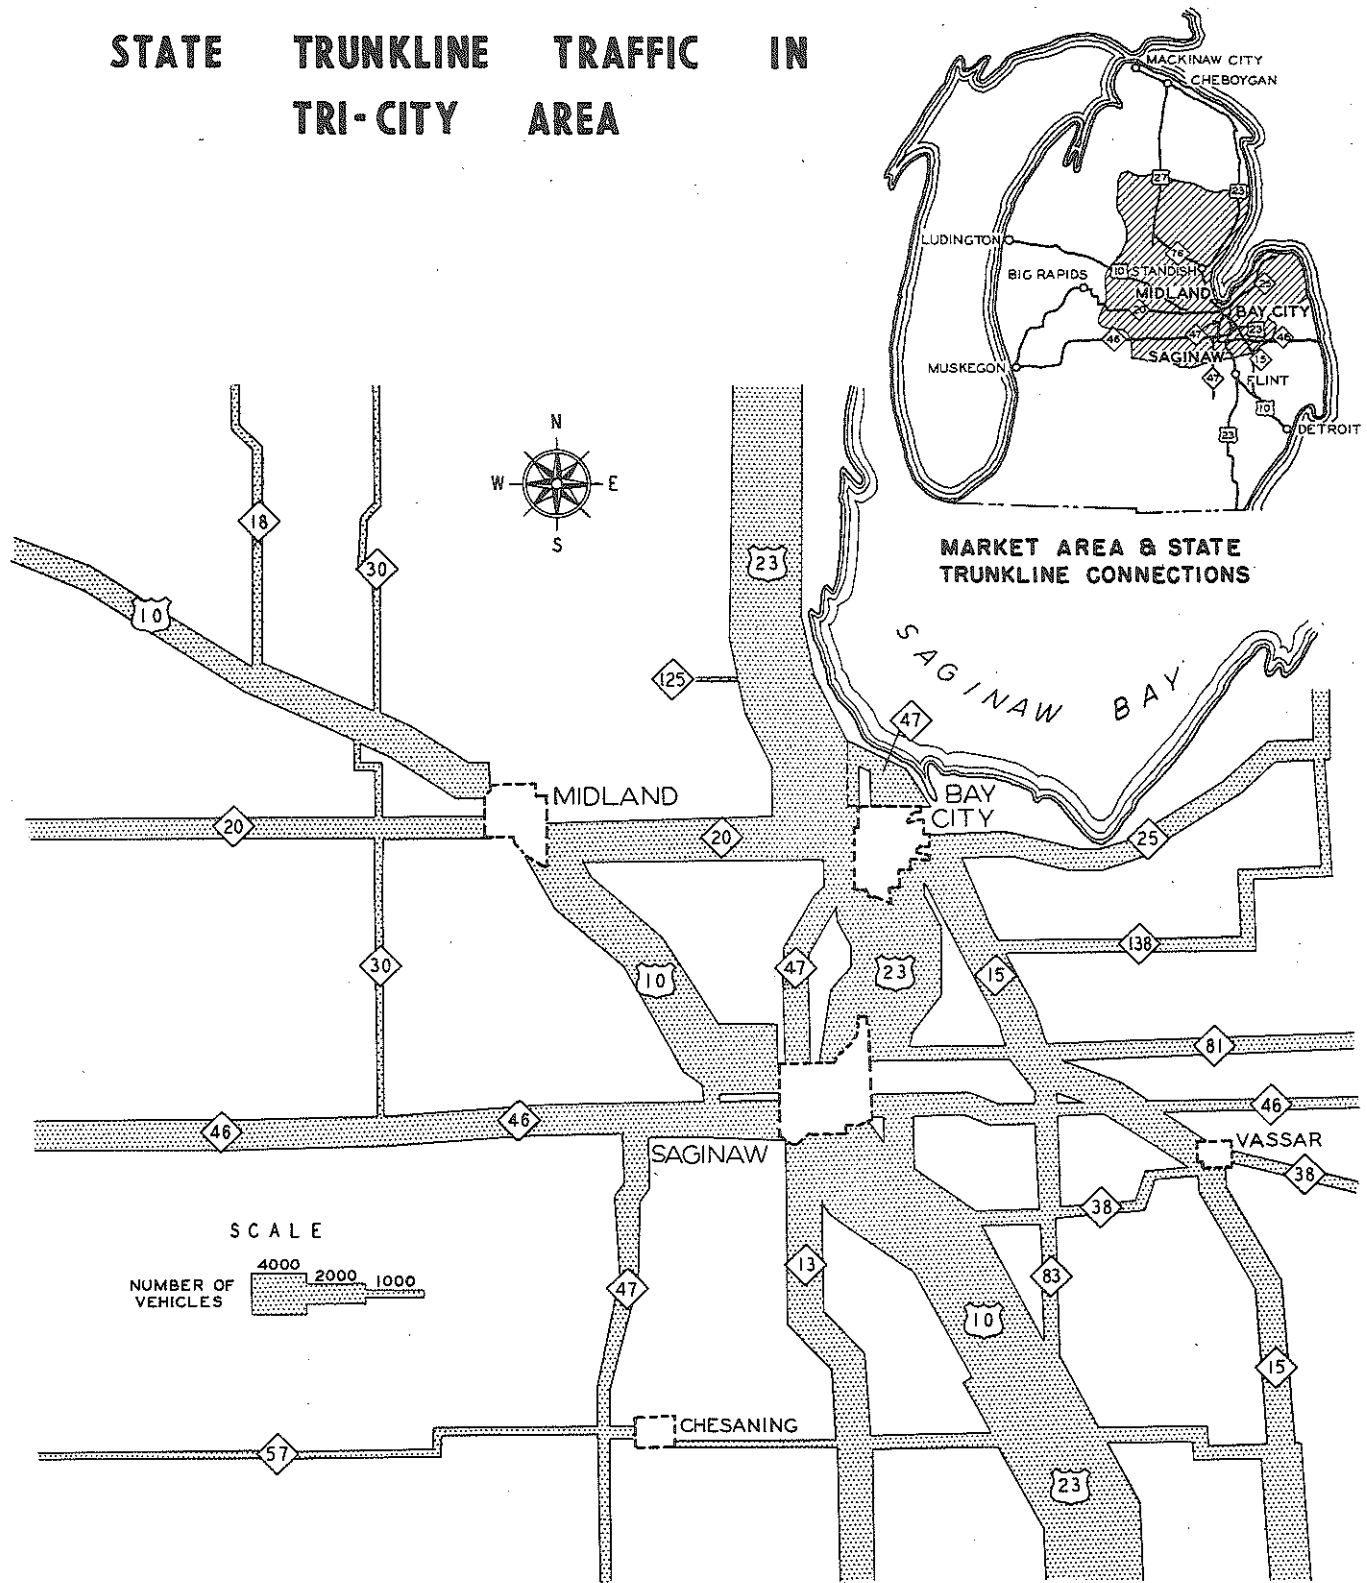 STATE TRUNKLINE TRAFFIC IN
TRI-CITY AREA
MACKINAW CITY
CHEBOYGAN
27
23
LUDINGTON
76
10
STANDISH
25
BIG RAPIDS
MIDLAND
20
BAY CITY
47
23
46
46
SAGINAW
15
MUSKEGON
47
FLINT
10
23
DETROIT
MARKET AREA & STATE
TRUNKLINE CONNECTIONS
N
W E
S
18
30
23
10
125
SAGINAW BAY
47
MIDLAND
BAY
CITY
20
20
25
30
10
47
23
15
138
81
46
46
46
SAGINAW
VASSAR
38
38
SCALE
4000
2000
1000
NUMBER OF
VEHICLES
47
13
83
10
15
CHESANING
57
23